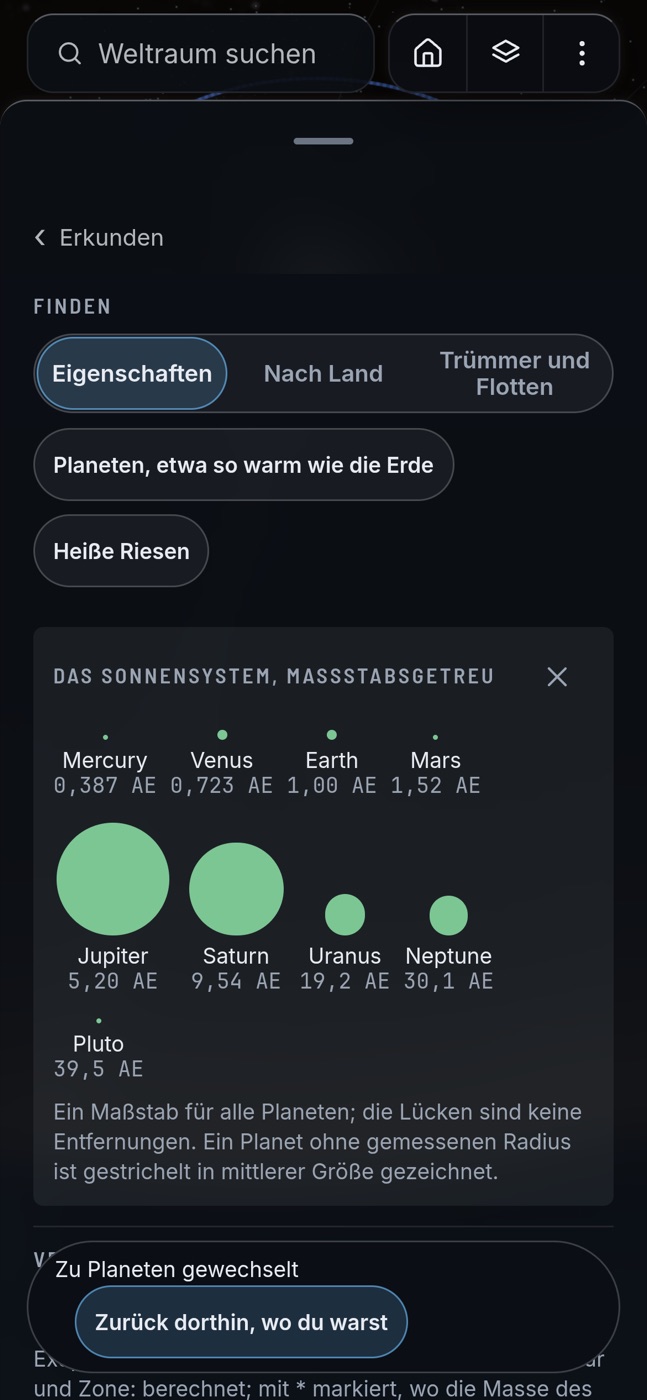 Weltraum suchen
Erkunden
FINDEN
Eigenschaften
Nach Land
Trümmer und
Flotten
Planeten, etwa so warm wie die Erde
Heiße Riesen
DAS SONNENSYSTEM, MASSSTABSGETREU
Mercury Venus Earth Mars
0,387 AE 0,723 AE 1,00 AE 1,52 AE
Jupiter Saturn Uranus Neptune
5,20 AE 9,54 AE 19,2 AE 30,1 AE
Pluto
39,5 AE
Ein Maßstab für alle Planeten; die Lücken sind keine
Entfernungen. Ein Planet ohne gemessenen Radius
ist gestrichelt in mittlerer Größe gezeichnet.
Zu Planeten gewechselt
Zurück dorthin, wo du warst
und Zone: berechnet; mit * markiert, wo die Masse des